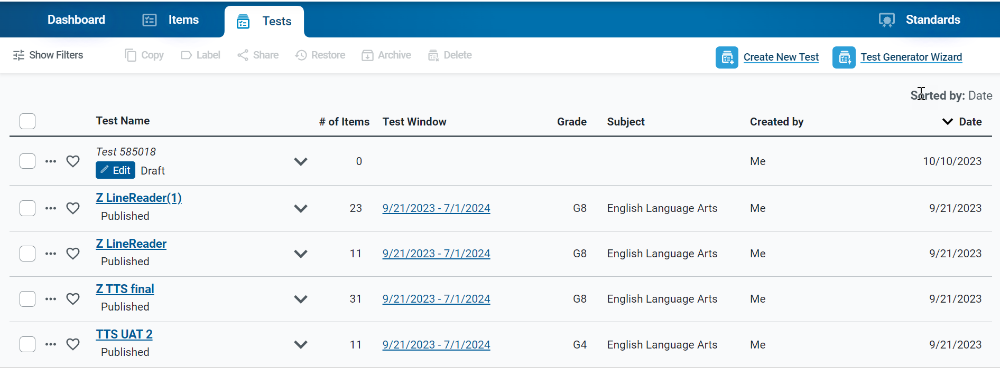 Dashboard Items Tests Standards
Show Filters Copy Label Share Restore Archive Delete Create New Test Test Generator Wizard
Sorted by: Date
Test Name # of Items Test Window Grade Subject Created by Date
Test 585018
Edit Draft 0 Me 10/10/2023
Z LineReader(1)
Published 23 9/21/2023 - 7/1/2024 G8 English Language Arts Me 9/21/2023
Z LineReader
Published 11 9/21/2023 - 7/1/2024 G8 English Language Arts Me 9/21/2023
Z TTS final
Published 31 9/21/2023 - 7/1/2024 G8 English Language Arts Me 9/21/2023
TTS UAT 2
Published 11 9/21/2023 - 7/1/2024 G4 English Language Arts Me 9/21/2023